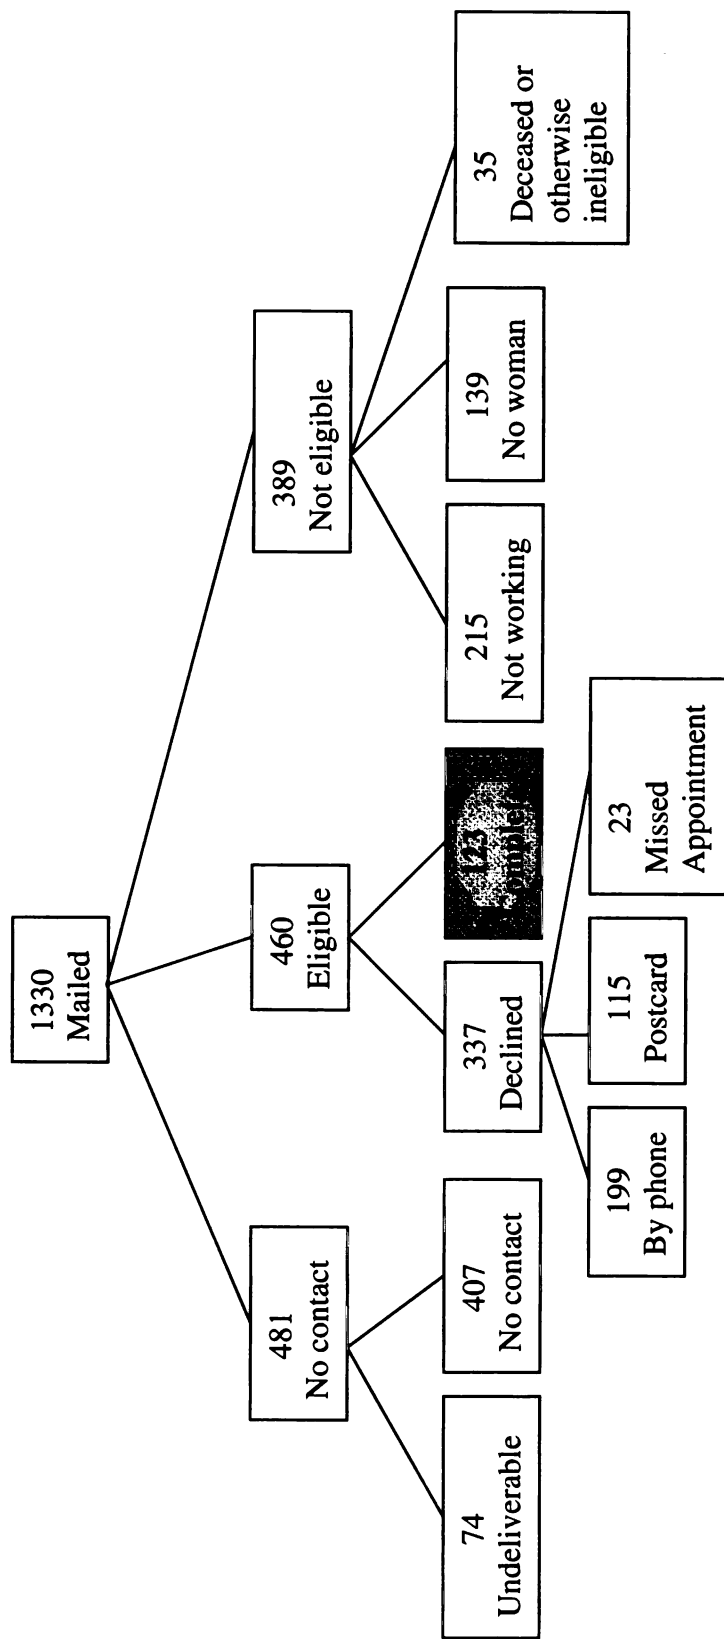 1330
Mailed
481
No contact
460
Eligible
389
Not eligible
74
Undeliverable
407
No contact
337
Declined
123
215
Not working
139
No woman
35
Deceased or
otherwise
ineligible
199
By phone
115
Postcard
23
Missed
Appointment